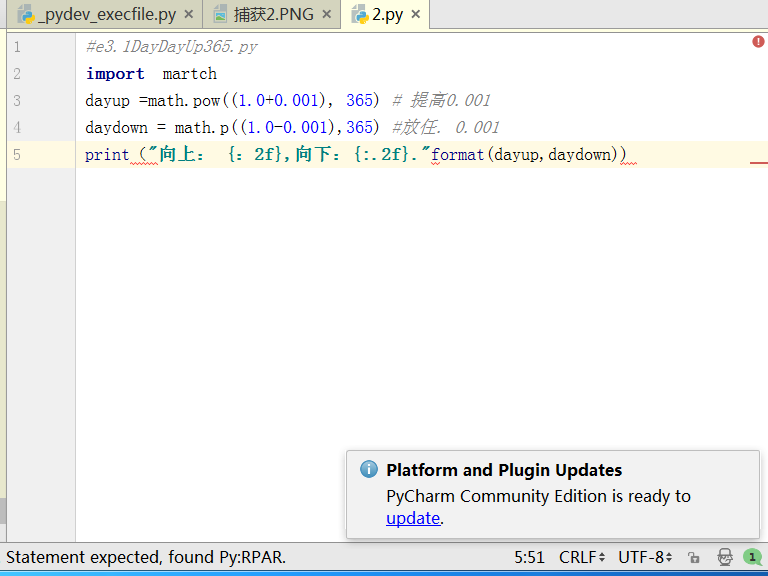 _pydev_execfile.py × 捕获2.PNG × 2.py ×
1 #e3.1DayDayUp365.py
2 import  martch
3 dayup =math.pow((1.0+0.001), 365) # 提高0.001
4 daydown = math.p((1.0-0.001),365) #放任. 0.001
5 print ("向上： {: 2f},向下: {:.2f}."format(dayup,daydown))
Platform and Plugin Updates
PyCharm Community Edition is ready to
update.
Statement expected, found Py:RPAR. 5:51 CRLF UTF-8 1